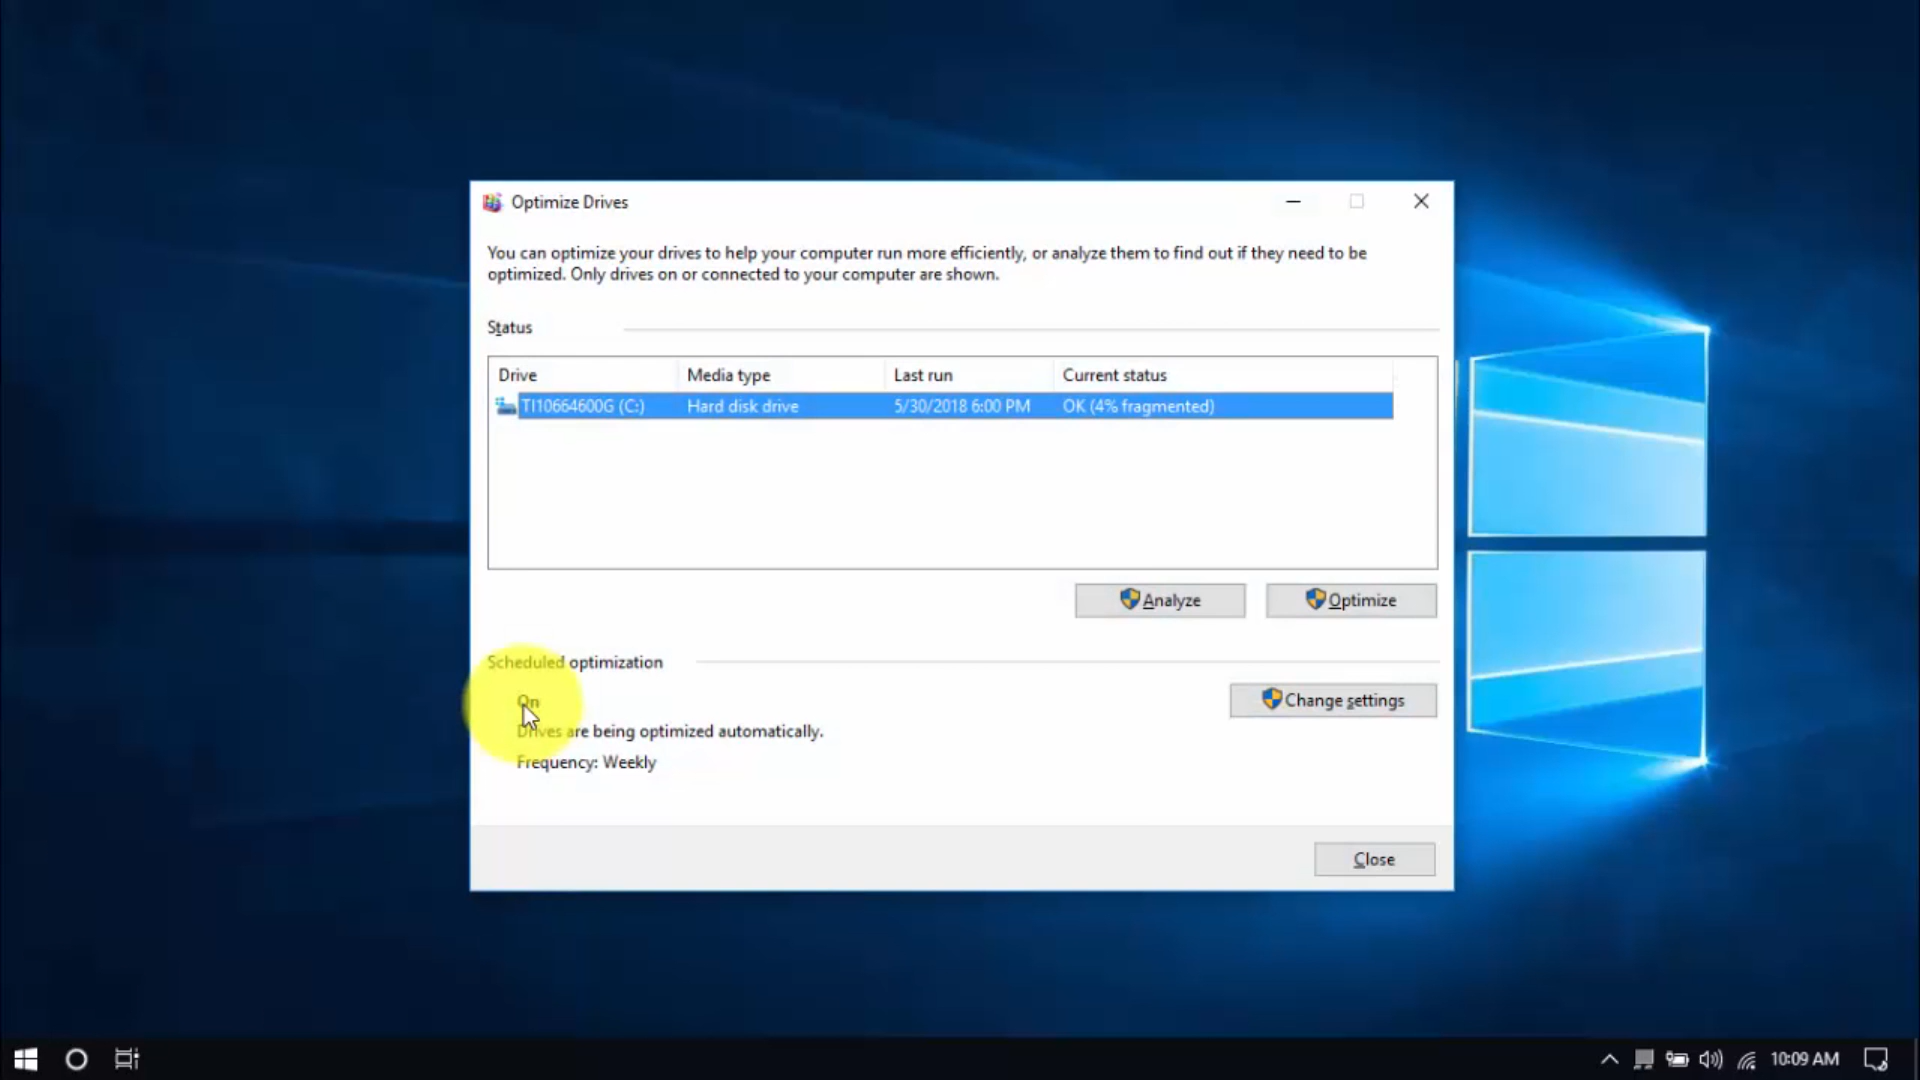 Optimize Drives
You can optimize your drives to help your computer run more efficiently, or analyze them to find out if they need to be
optimized. Only drives on or connected to your computer are shown.
Status
Drive Media type Last run Current status
TI10664600G (C:) Hard disk drive 5/30/2018 6:00 PM OK (4% fragmented)
Analyze Optimize
Scheduled optimization
On Change settings
Drives are being optimized automatically.
Frequency: Weekly
Close
10:09 AM